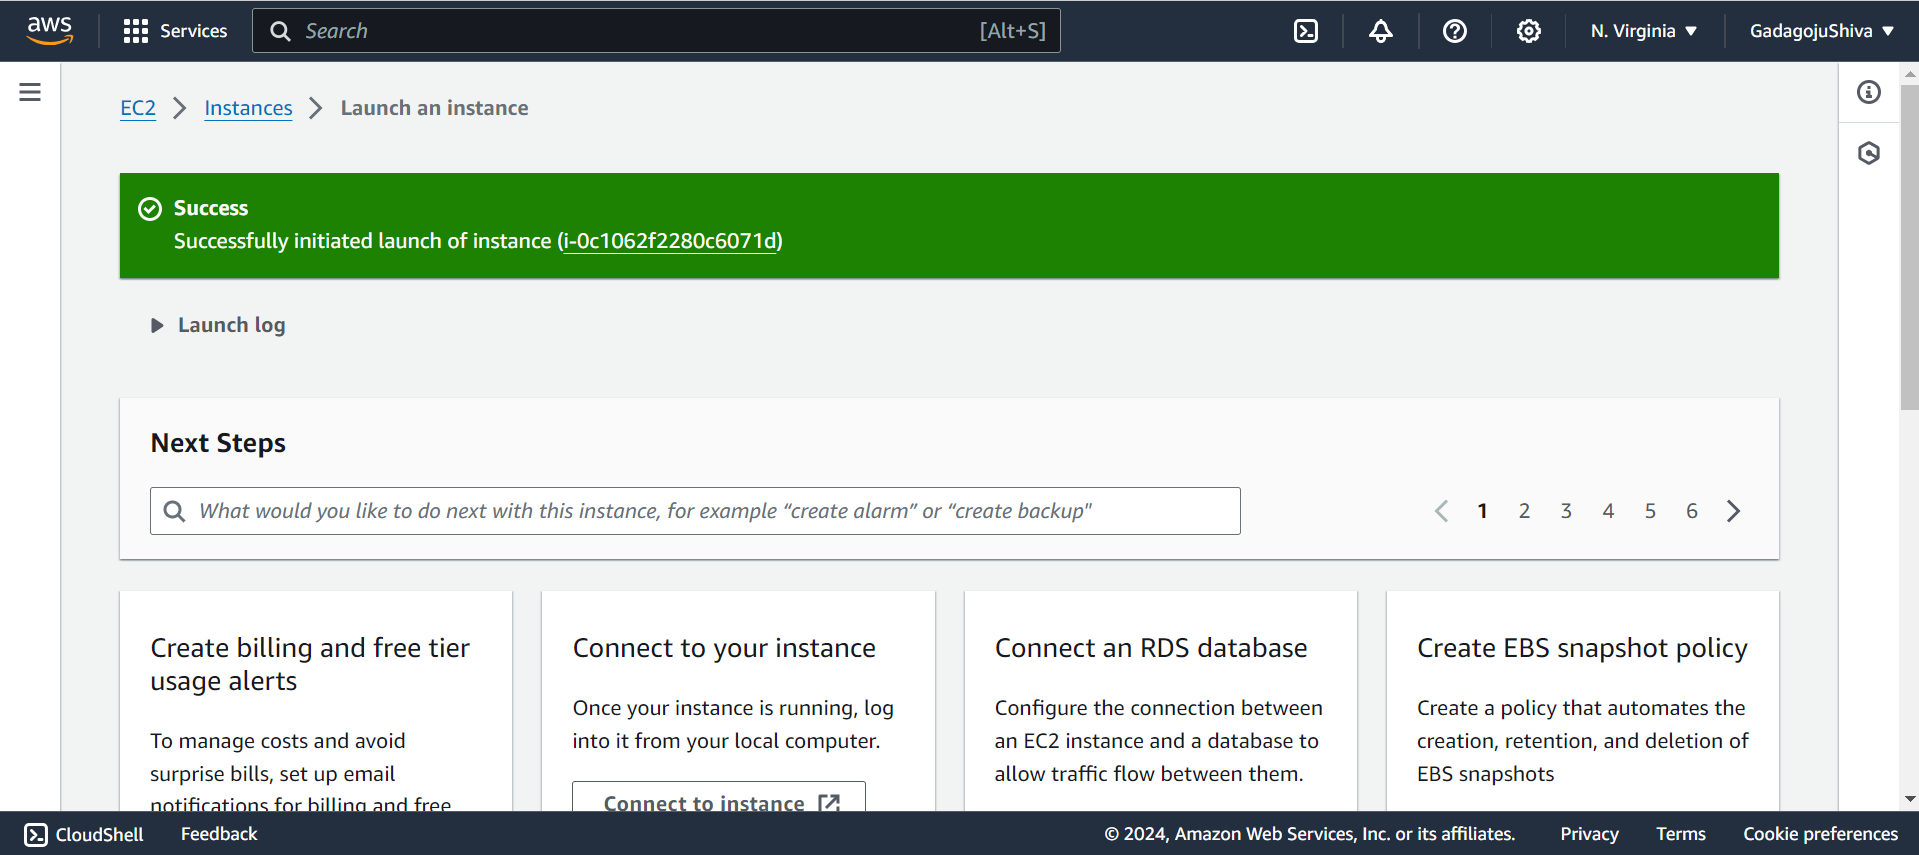 aws
Services
Search [Alt+S]
N. Virginia
GadagojuShiva
EC2 Instances Launch an instance
Success
Successfully initiated launch of instance (i-0c1062f2280c6071d)
Launch log
Next Steps
What would you like to do next with this instance, for example “create alarm” or “create backup"
1 2 3 4 5 6
Create billing and free tier
usage alerts
To manage costs and avoid
surprise bills, set up email
notifications for billing and free
Connect to your instance
Once your instance is running, log
into it from your local computer.
Connect to instance
Connect an RDS database
Configure the connection between
an EC2 instance and a database to
allow traffic flow between them.
Create EBS snapshot policy
Create a policy that automates the
creation, retention, and deletion of
EBS snapshots
CloudShell
Feedback
© 2024, Amazon Web Services, Inc. or its affiliates.
Privacy
Terms
Cookie preferences